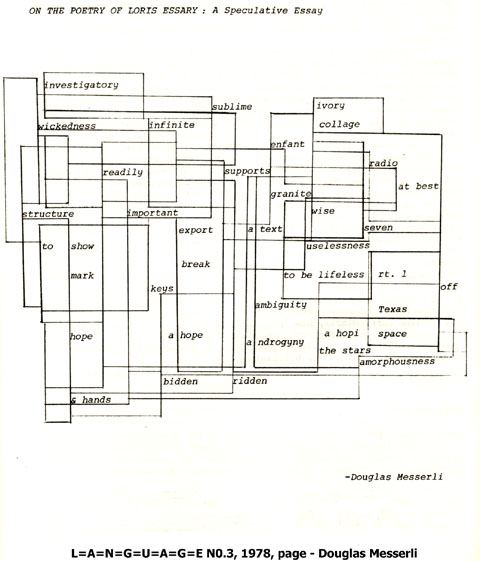 ON THE POETRY OF LORIS ESSARY: A Speculative Essay
investigatory
sublime
ivory
wickedness
infinite
collage
enfant
radio
readily
supports
at best
granite
structure
important
wise
export
a text
seven
to
show
uselessness
break
mark
to be lifeless
rt. l
keys
off
ambiguity
Texas
hope
a hope
a ndrogyny
a hopi
space
the stars
amorphousness
bidden
ridden
& hands
-Douglas Messerli
L=A=N=G=U=A=G=E N0.3, 1978, page - Douglas Messerli